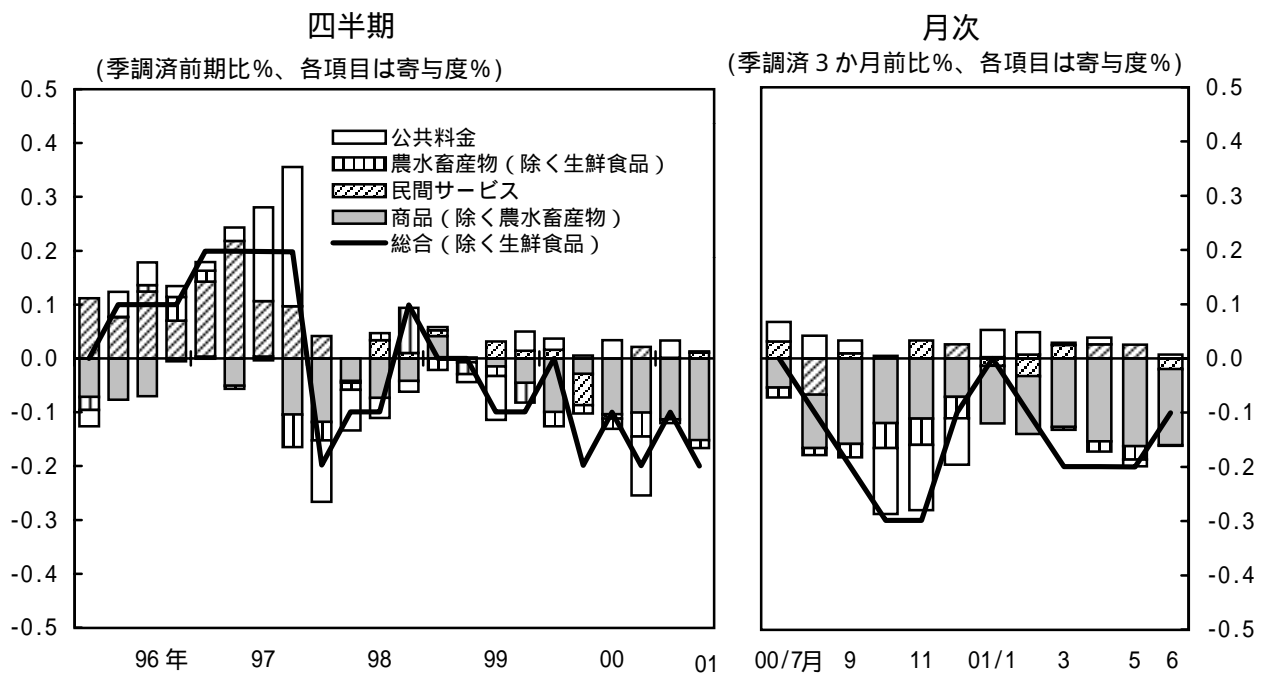 四半期
(季調済前期比％、各項目は寄与度％)
0.5
0.4
0.3
0.2
0.1
0.0
-0.1
-0.2
-0.3
-0.4
-0.5
公共料金
農水畜産物（除く生鮮食品）
民間サービス
商品（除く農水畜産物）
総合（除く生鮮食品）
96年 97 98 99 00 01
月次
(季調済３か月前比％、各項目は寄与度％)
0.5
0.4
0.3
0.2
0.1
0.0
-0.1
-0.2
-0.3
-0.4
-0.5
00/7月 9 11 01/1 3 5 6